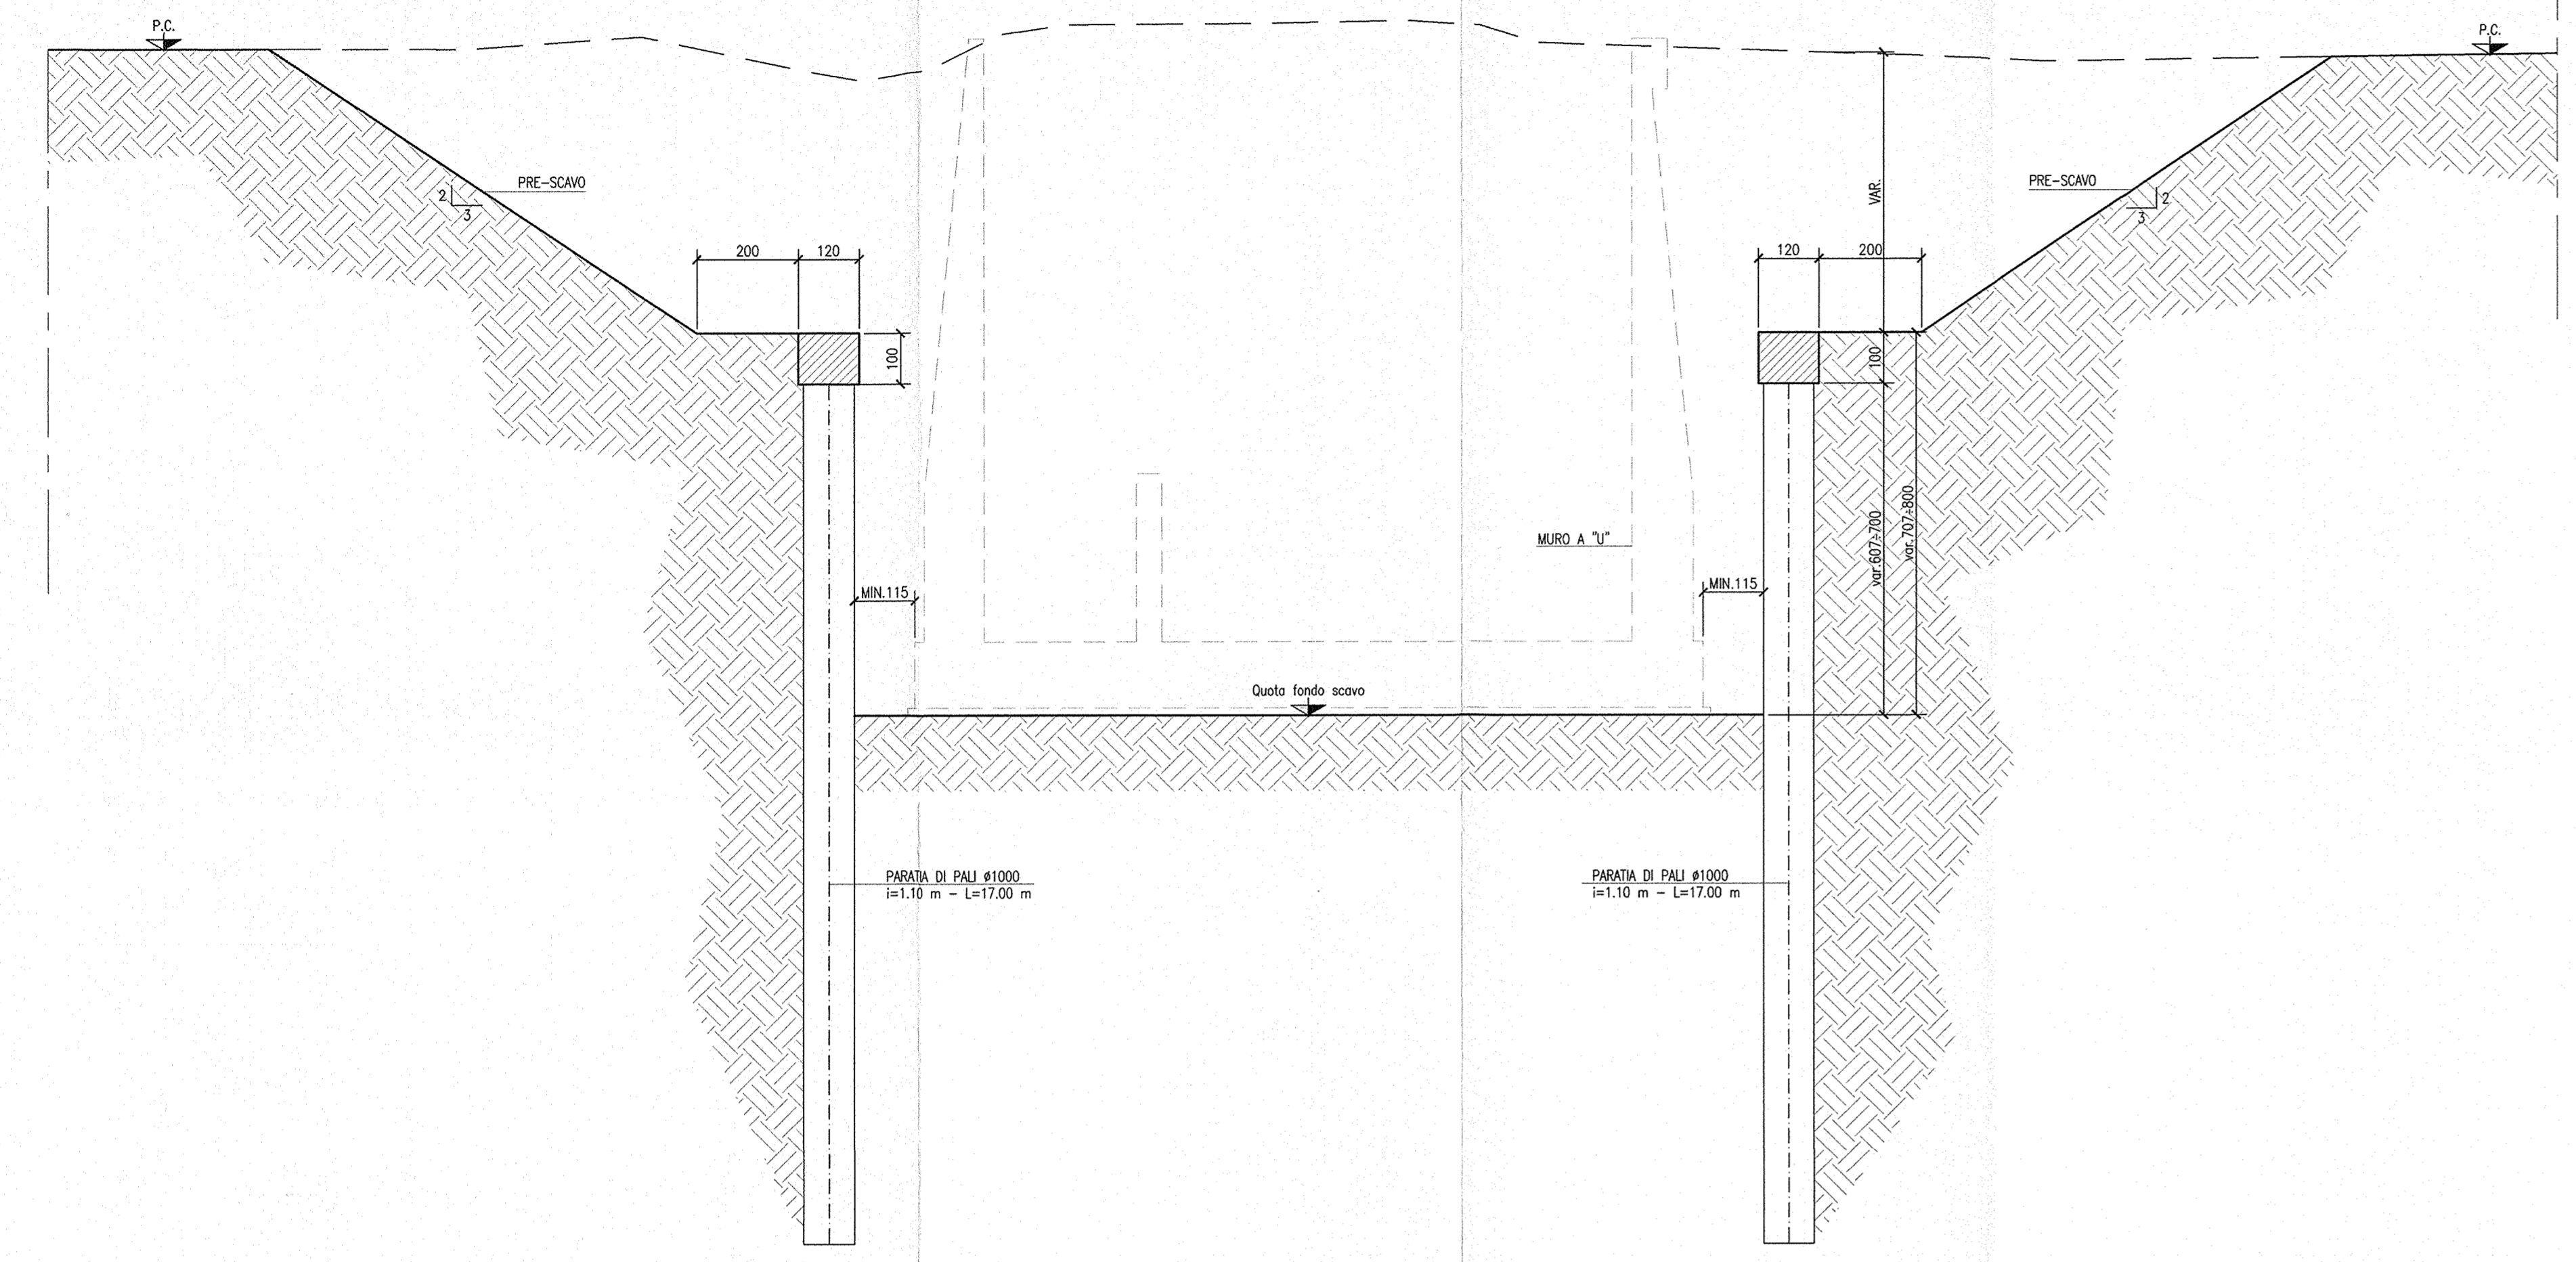 P.C.
P.C.
PRE-SCAVO
2
3
PRE-SCAVO
2
3
VAR.
200
120
120
200
100
100
MURO A "U"
var.607÷700
var.707÷800
MIN.115
MIN.115
Quota fondo scavo
PARATIA DI PALI ø1000
i=1.10 m - L=17.00 m
PARATIA DI PALI ø1000
i=1.10 m - L=17.00 m